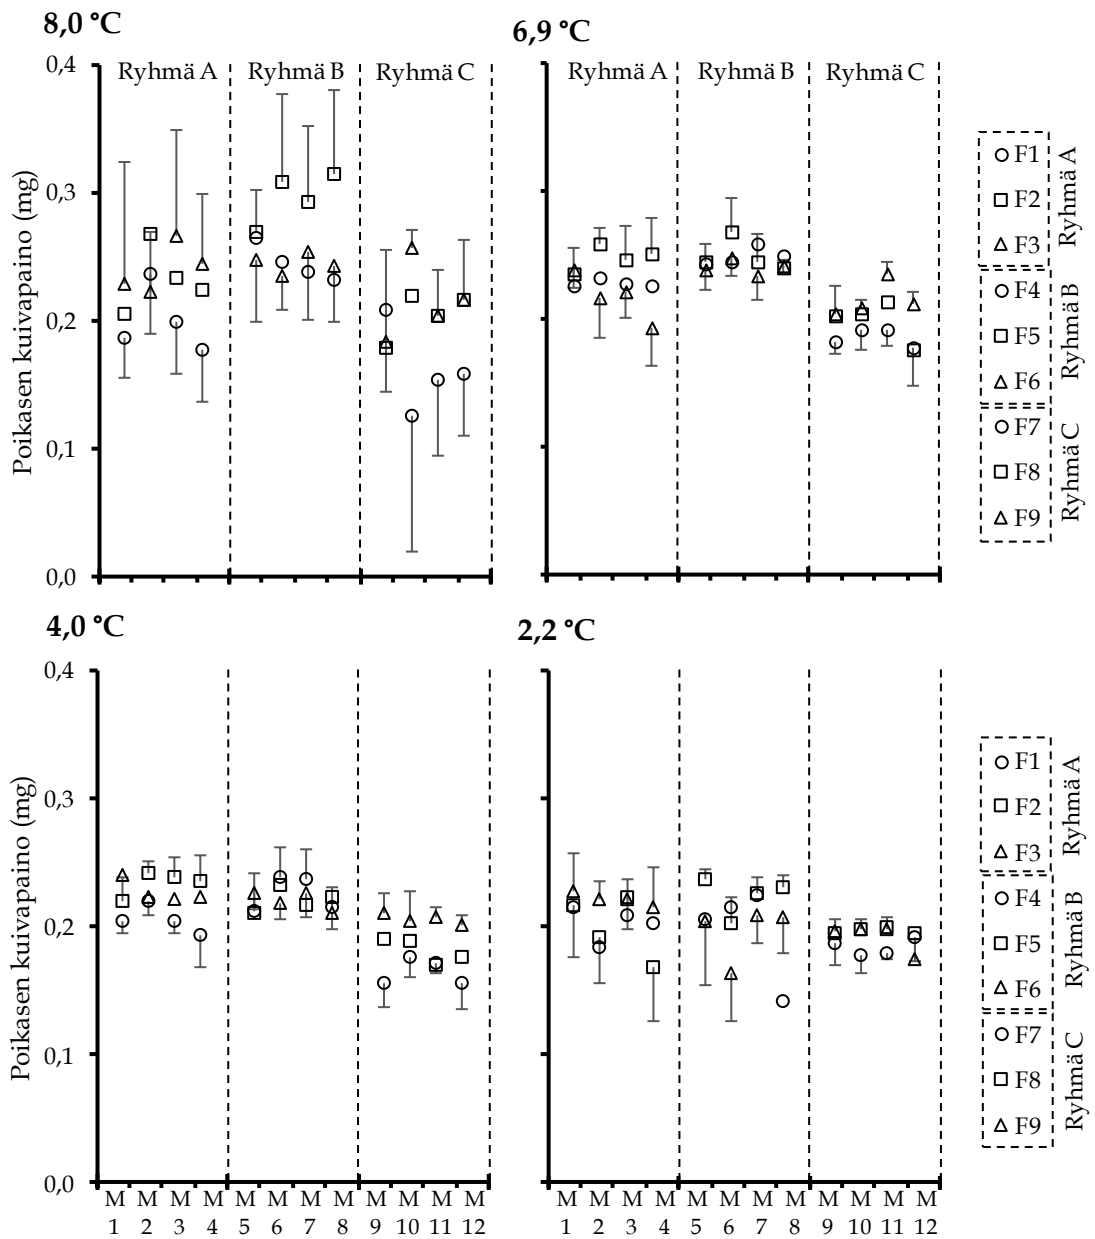 8,0 °C
6,9 °C
Ryhmä A Ryhmä B Ryhmä C
Ryhmä A Ryhmä B Ryhmä C
Poikasen kuivapaino (mg)
0,4
0,3
0,2
0,1
0,0
F1
F2
F3
Ryhmä A
F4
F5
F6
Ryhmä B
F7
F8
F9
Ryhmä C
4,0 °C
2,2 °C
Poikasen kuivapaino (mg)
0,4
0,3
0,2
0,1
0,0
F1
F2
F3
Ryhmä A
F4
F5
F6
Ryhmä B
F7
F8
F9
Ryhmä C
M M M M M M M M M M M M
1 2 3 4 5 6 7 8 9 10 11 12
M M M M M M M M M M M M
1 2 3 4 5 6 7 8 9 10 11 12